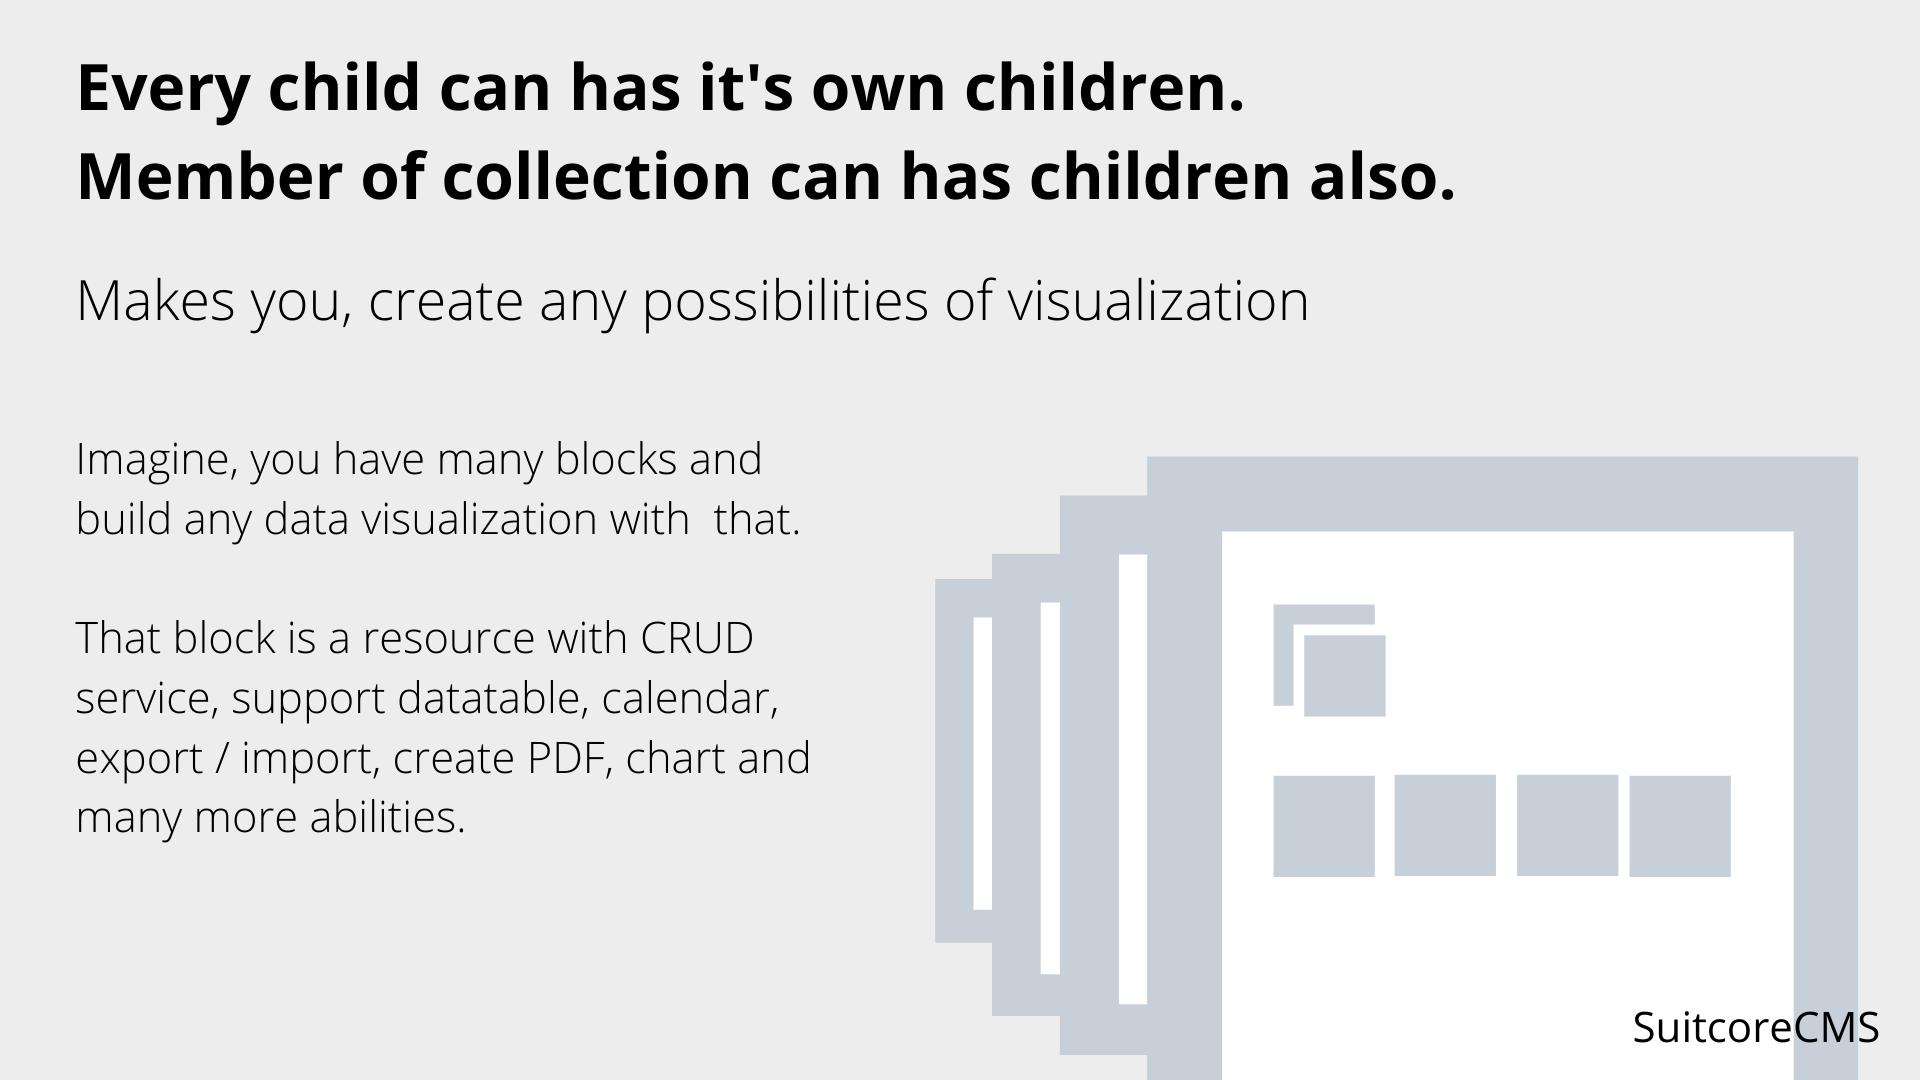 Every child can has it's own children.
Member of collection can has children also.
Makes you, create any possibilities of visualization
Imagine, you have many blocks and
build any data visualization with  that.
That block is a resource with CRUD
service, support datatable, calendar,
export / import, create PDF, chart and
many more abilities.
SuitcoreCMS